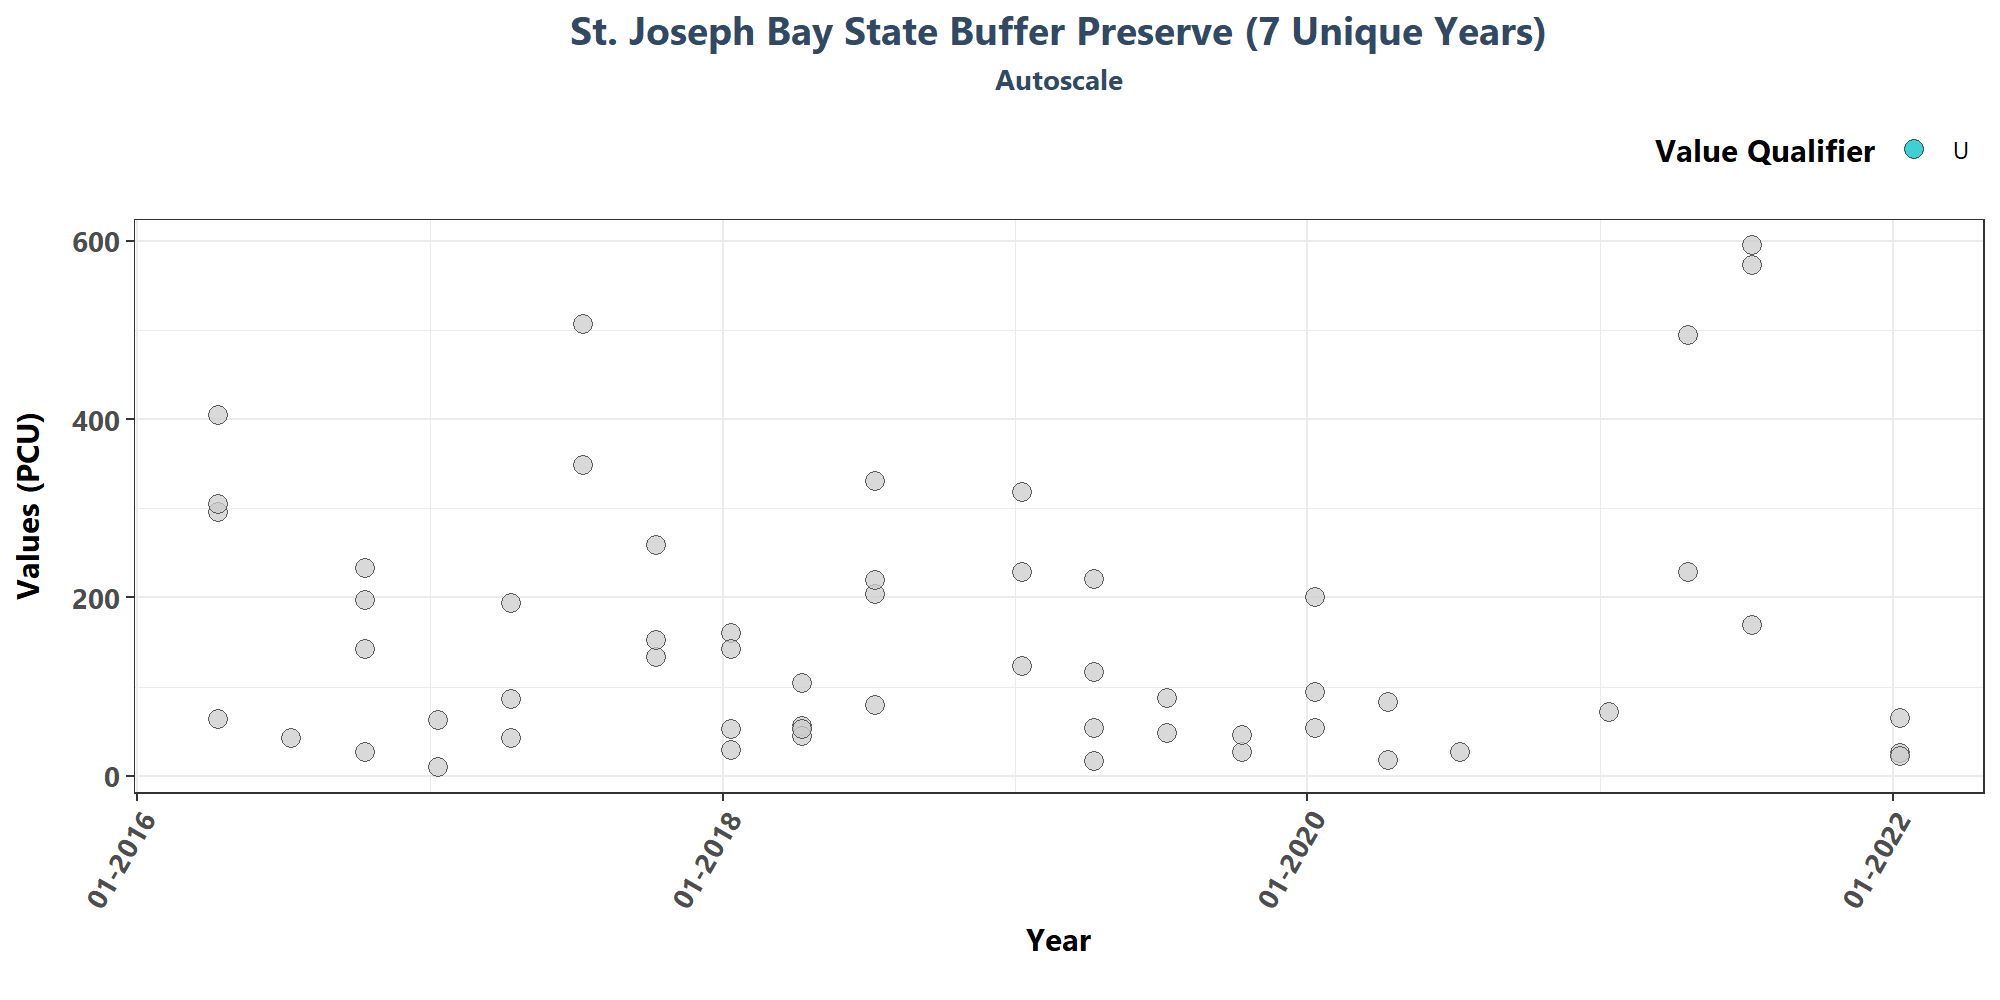 St. Joseph Bay State Buffer Preserve (7 Unique Years)
Autoscale
Value Qualifier U
600
400
200
0
Values (PCU)
01-2016
01-2018
01-2020
01-2022
Year